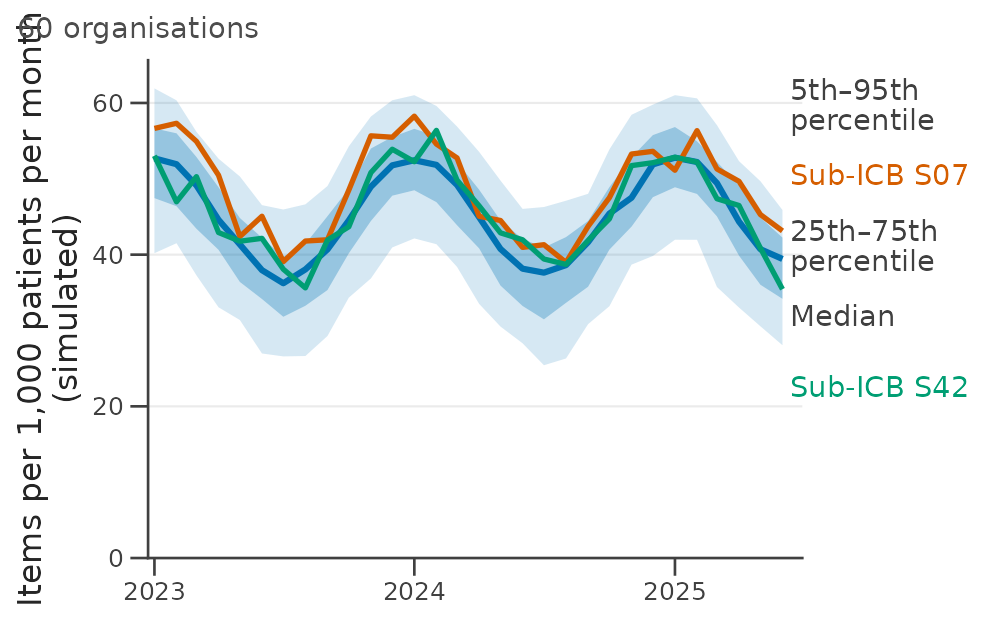 60 organisations
Items per 1,000 patients per month
(simulated)
60
40
20
0
2023
2024
2025
5th–95th
percentile
Sub-ICB S07
25th–75th
percentile
Median
Sub-ICB S42